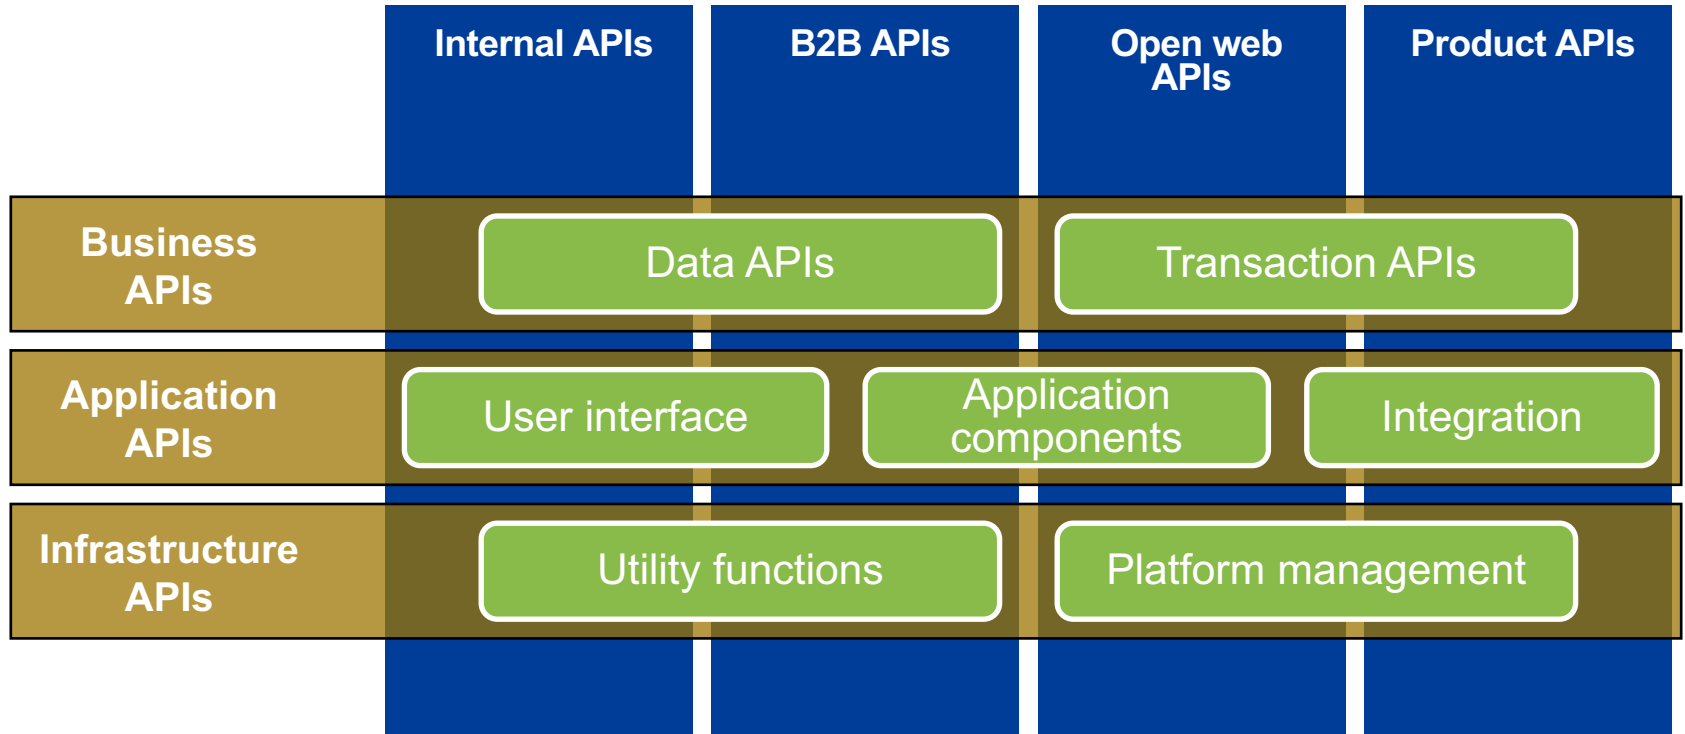 Internal APIs
B2B APIs
Open web
APIs
Product APIs
Business
APIs
Data APIs
Transaction APIs
Application
APIs
User interface
Application
components
Integration
Infrastructure
APIs
Utility functions
Platform management